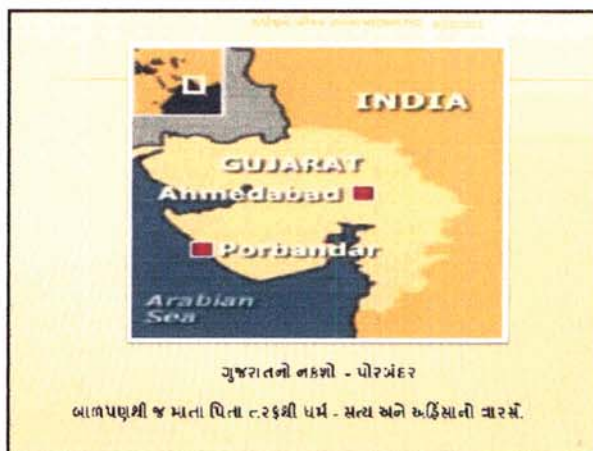 INDIA
GUJARAT
Ahmedabad
Porbandar
Arabian
Sea
ગુજરાતનો નકશો - પોરબંદર
બાળપણથી જ માતા પિતા તરફથી ધર્મ - સત્ય અને અહિંસાનો વારસો.